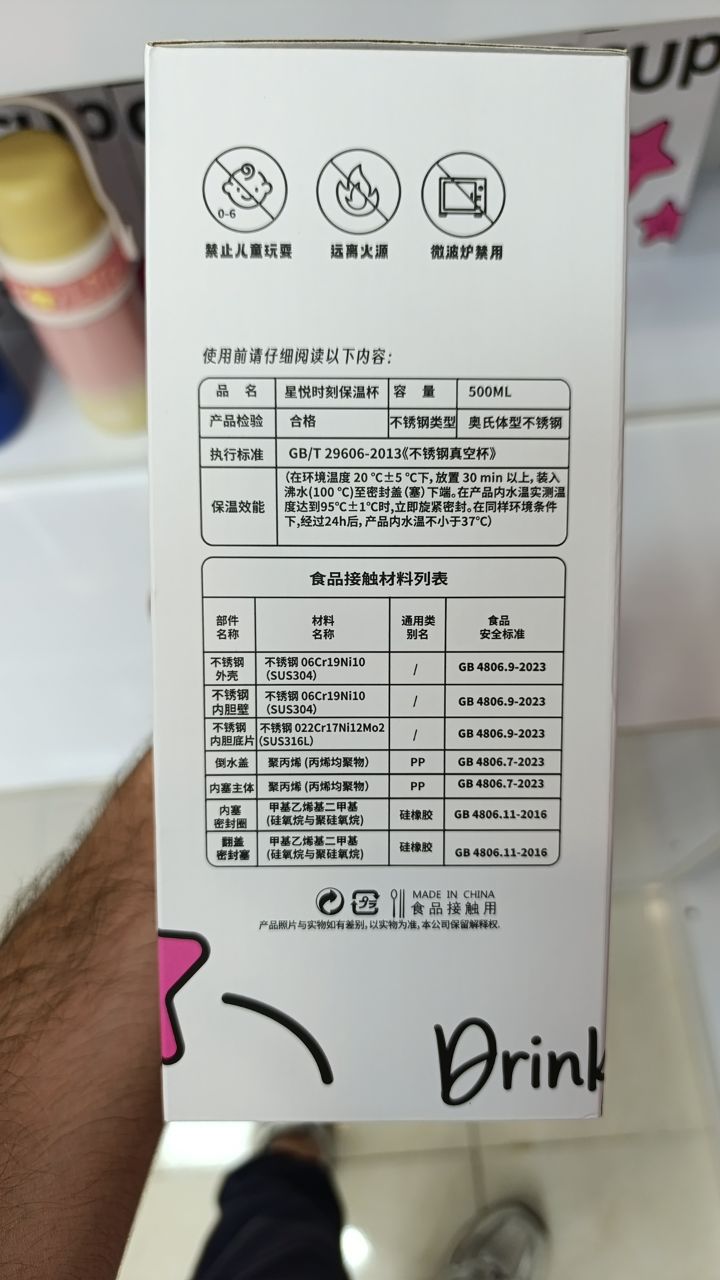 up
0-6
禁止儿童玩耍 远离火源 微波炉禁用
使用前请仔细阅读以下内容:
品 名 星悦时刻保温杯 容 量 500ML
产品检验 合格 不锈钢类型 奥氏体型不锈钢
执行标准 GB/T 29606-2013《不锈钢真空杯》
保温效能
(在环境温度 20 ℃±5 ℃下, 放置 30 min 以上, 装入
沸水(100 ℃)至密封盖(塞)下端。在产品内水温实测温
度达到95℃±1℃时,立即旋紧密封。在同样环境条件
下,经过24h后, 产品内水温不小于37℃)
食品接触材料列表
部件 材料 通用类 食品
名称 名称 别名 安全标准
不锈钢 不锈钢 06Cr19Ni10 / GB 4806.9-2023
外壳 (SUS304)
不锈钢 不锈钢 06Cr19Ni10 / GB 4806.9-2023
内胆壁 (SUS304)
不锈钢 不锈钢 022Cr17Ni12Mo2 / GB 4806.9-2023
内胆底片 (SUS316L)
倒水盖 聚丙烯 (丙烯均聚物) PP GB 4806.7-2023
内塞主体 聚丙烯 (丙烯均聚物) PP GB 4806.7-2023
内塞 甲基乙烯基二甲基 硅橡胶 GB 4806.11-2016
密封圈 (硅氧烷与聚硅氧烷)
翻盖 甲基乙烯基二甲基 硅橡胶 GB 4806.11-2016
密封塞 (硅氧烷与聚硅氧烷)
MADE IN CHINA
食品接触用
产品照片与实物如有差别, 以实物为准, 本公司保留解释权.
Drink